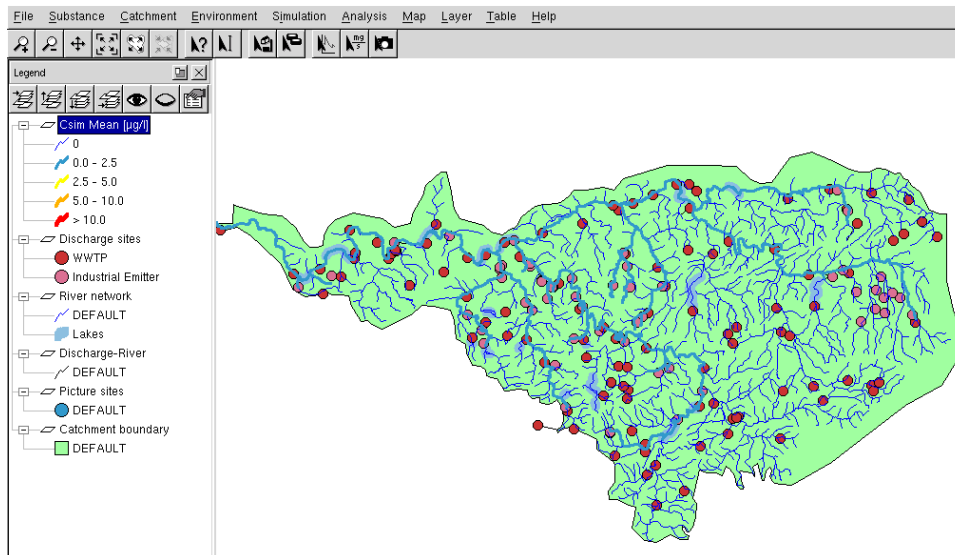 File Substance Catchment Environment Simulation Analysis Map Layer Table Help
mg
s
Legend
Csim Mean [µg/l]
0
0.0 - 2.5
2.5 - 5.0
5.0 - 10.0
> 10.0
Discharge sites
WWTP
Industrial Emitter
River network
DEFAULT
Lakes
Discharge-River
DEFAULT
Picture sites
DEFAULT
Catchment boundary
DEFAULT